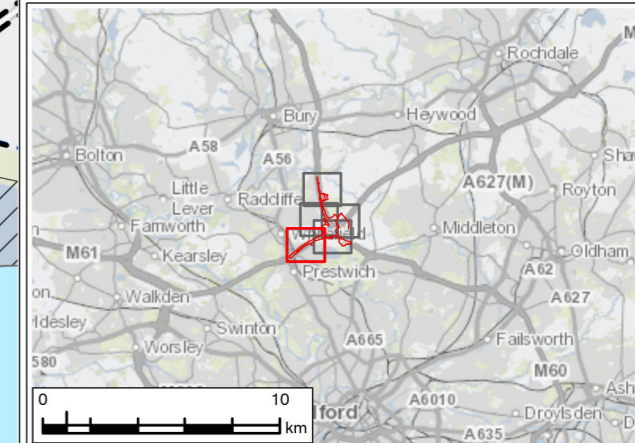 Rochdale
Bury
Heywood
A58
Bolton
A56
A627(M)
Little
Lever
Radcliffe
Royton
Farnworth
Middleton
Oldham
M61
Kearsley
A62
Prestwich
Walkden
A627
Swinton
A665
Failsworth
Worsley
M60
0
10
km
A6010
Droylsden
A635